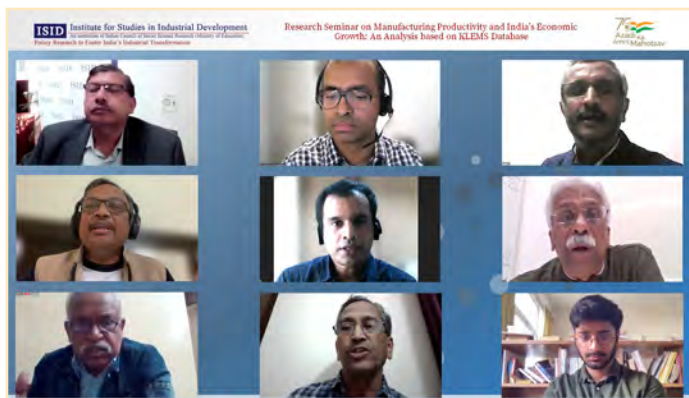 ISID Institute for Studies in Industrial Development
An institution of Indian Council of Social Science Research (Ministry of Education)
Policy Research to Foster India's Industrial Transformation
Research Seminar on Manufacturing Productivity and India's Economic
Growth: An Analysis based on KLEMS Database
Azadi
Amrit Mahotsav